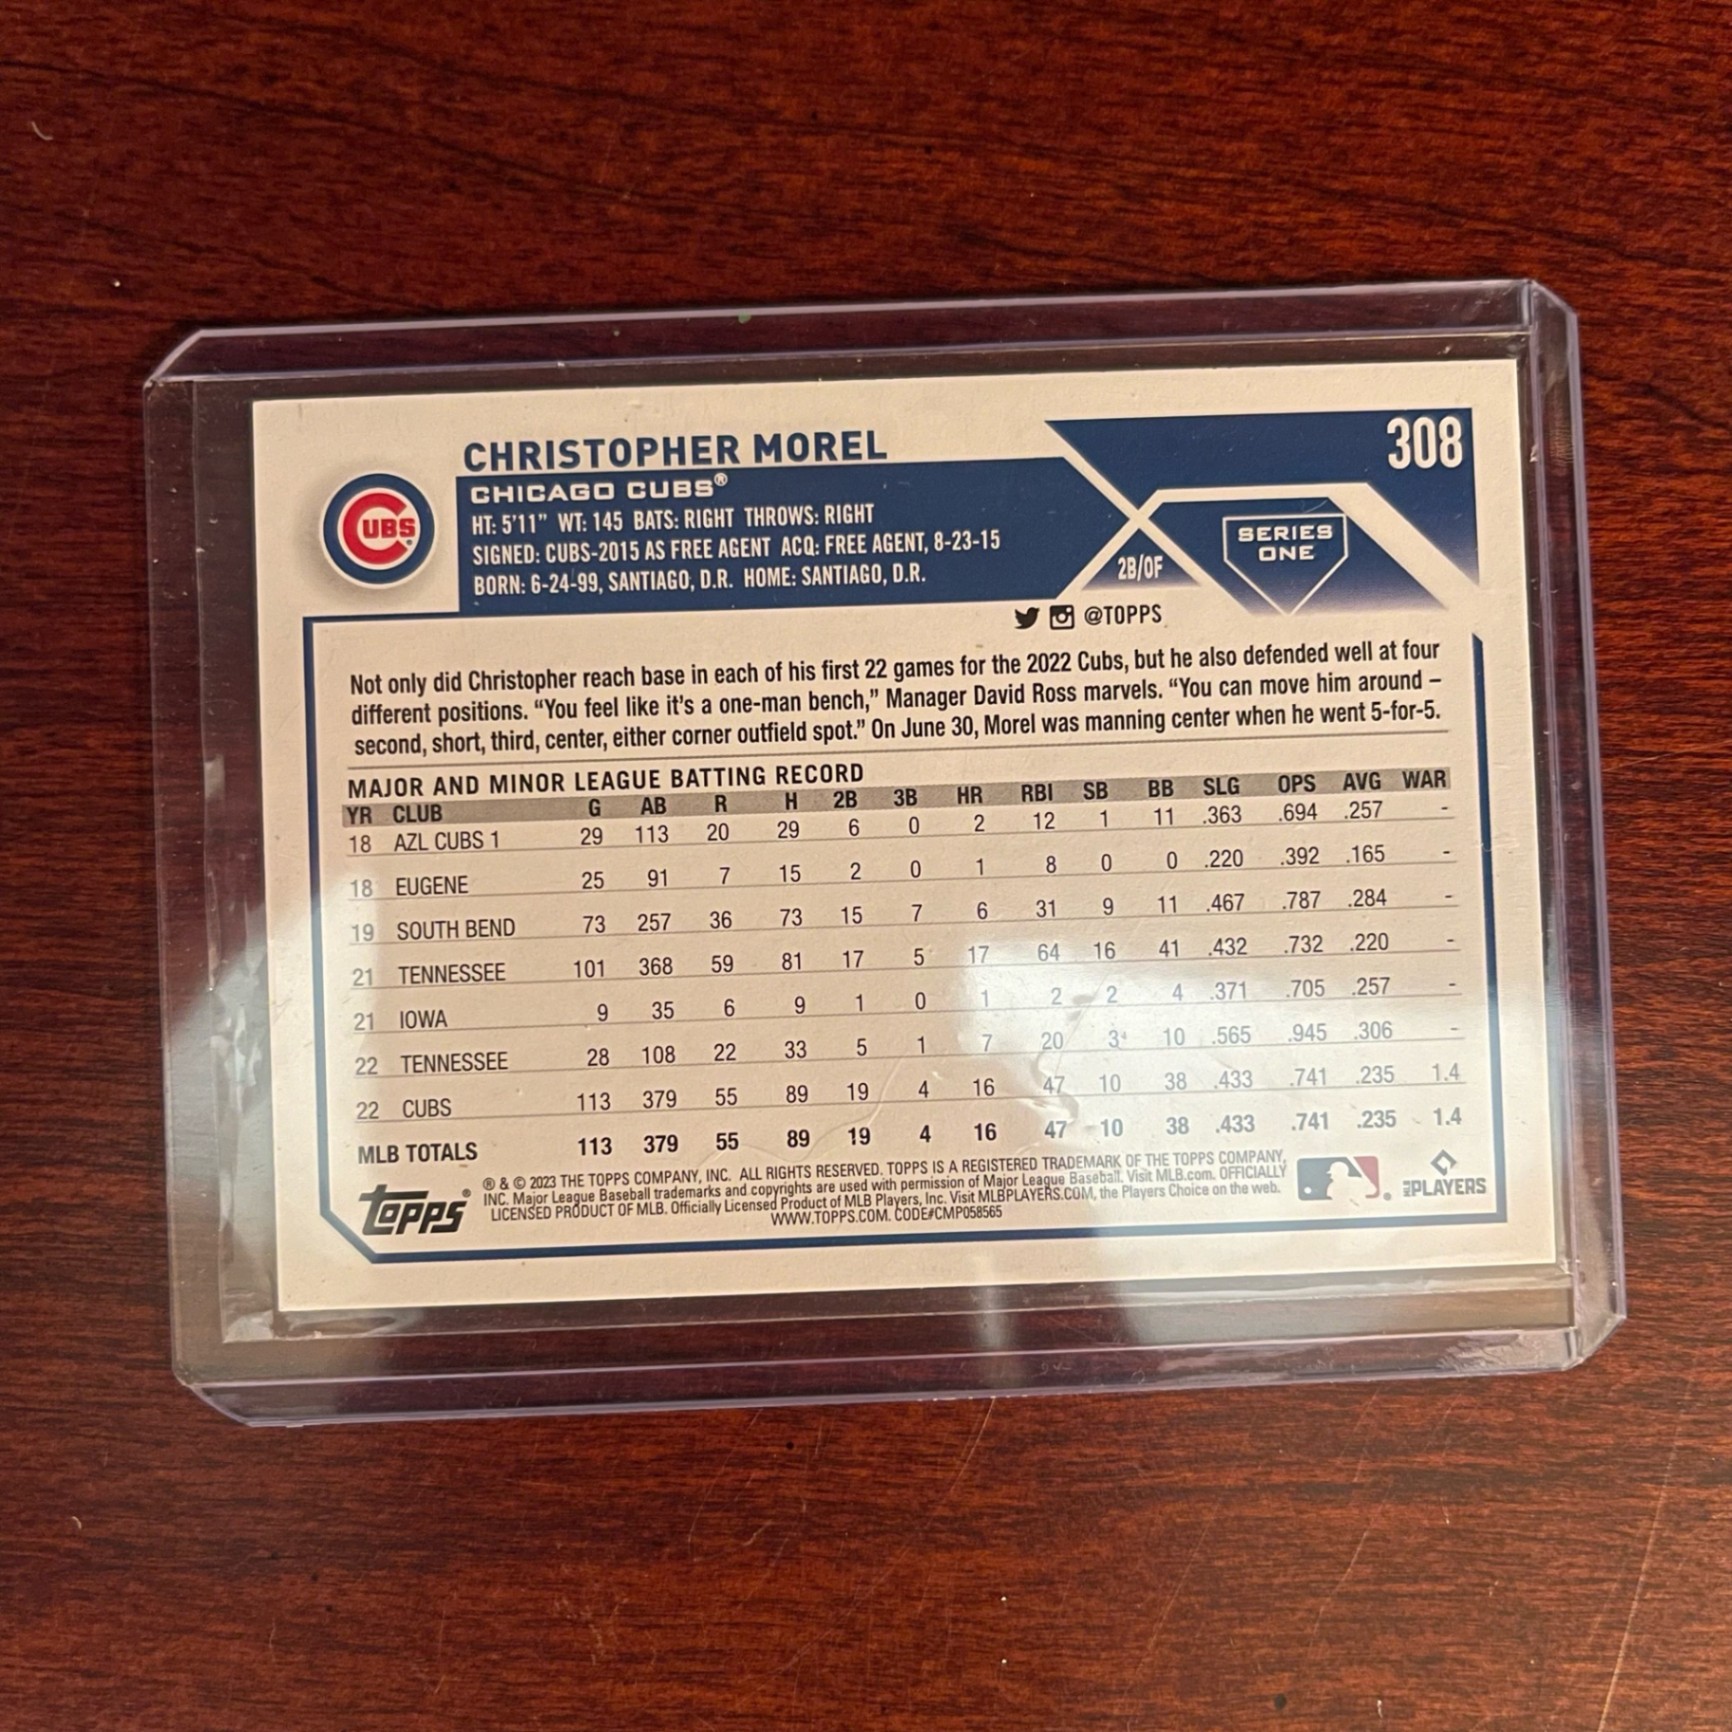 CHRISTOPHER MOREL
308
CHICAGO CUBS®
HT: 5'11" WT: 145 BATS: RIGHT THROWS: RIGHT
SIGNED: CUBS-2015 AS FREE AGENT ACQ: FREE AGENT, 8-23-15
BORN: 6-24-99, SANTIAGO, D.R. HOME: SANTIAGO, D.R.
CUBS
2B/OF
SERIES
ONE
@TOPPS
Not only did Christopher reach base in each of his first 22 games for the 2022 Cubs, but he also defended well at four
different positions. “You feel like it's a one-man bench,” Manager David Ross marvels. “You can move him around –
second, short, third, center, either corner outfield spot.” On June 30, Morel was manning center when he went 5-for-5.
MAJOR AND MINOR LEAGUE BATTING RECORD
YR CLUB G AB R H 2B 3B HR RBI SB BB SLG OPS AVG WAR
18 AZL CUBS 1 29 113 20 29 6 0 2 12 1 11 .363 .694 .257 -
18 EUGENE 25 91 7 15 2 0 1 8 0 0 .220 .392 .165 -
19 SOUTH BEND 73 257 36 73 15 7 6 31 9 11 .467 .787 .284 -
21 TENNESSEE 101 368 59 81 17 5 17 64 16 41 .432 .732 .220 -
21 IOWA 9 35 6 9 1 0 1 2 2 4 .371 .705 .257 -
22 TENNESSEE 28 108 22 33 5 1 7 20 3 10 .565 .945 .306 -
22 CUBS 113 379 55 89 19 4 16 47 10 38 .433 .741 .235 1.4
MLB TOTALS 113 379 55 89 19 4 16 47 10 38 .433 .741 .235 1.4
topps®
® & © 2023 THE TOPPS COMPANY, INC. ALL RIGHTS RESERVED. TOPPS IS A REGISTERED TRADEMARK OF THE TOPPS COMPANY,
INC. Major League Baseball trademarks and copyrights are used with permission of Major League Baseball. Visit MLB.com. OFFICIALLY
LICENSED PRODUCT OF MLB. Officially Licensed Product of MLB Players, Inc. Visit MLBPLAYERS.COM, the Players Choice on the web.
WWW.TOPPS.COM. CODE#CMP058565
MLB PLAYERS